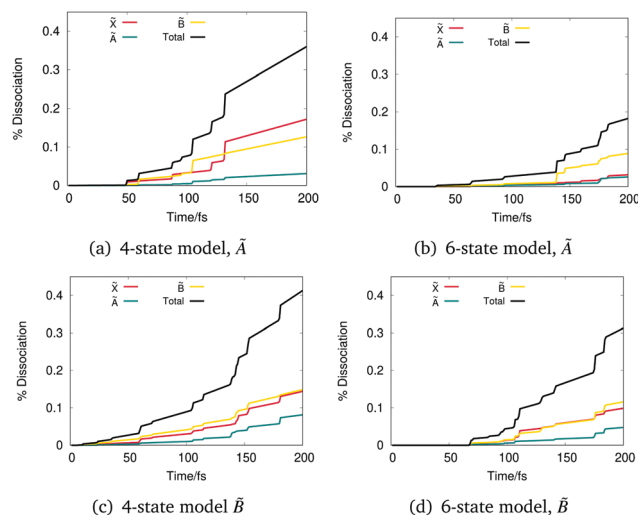 % Dissociation
0.4
0.3
0.2
0.1
0
X̃
Ã
B̃
Total
0 50 100 150 200
Time/fs
(a) 4-state model, Ã
% Dissociation
0.4
0.3
0.2
0.1
0
X̃
Ã
B̃
Total
0 50 100 150 200
Time/fs
(b) 6-state model, Ã
% Dissociation
0.4
0.3
0.2
0.1
0
X̃
Ã
B̃
Total
0 50 100 150 200
Time/fs
(c) 4-state model B̃
% Dissociation
0.4
0.3
0.2
0.1
0
X̃
Ã
B̃
Total
0 50 100 150 200
Time/fs
(d) 6-state model, B̃